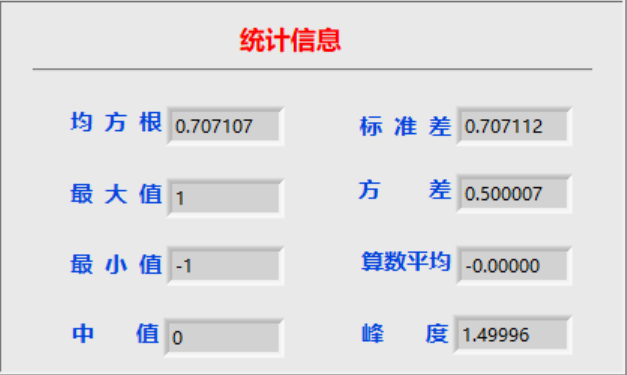 统计信息
均方根 0.707107 标准差 0.707112
最大值 1 方差 0.500007
最小值 -1 算数平均 -0.00000
中值 0 峰度 1.49996